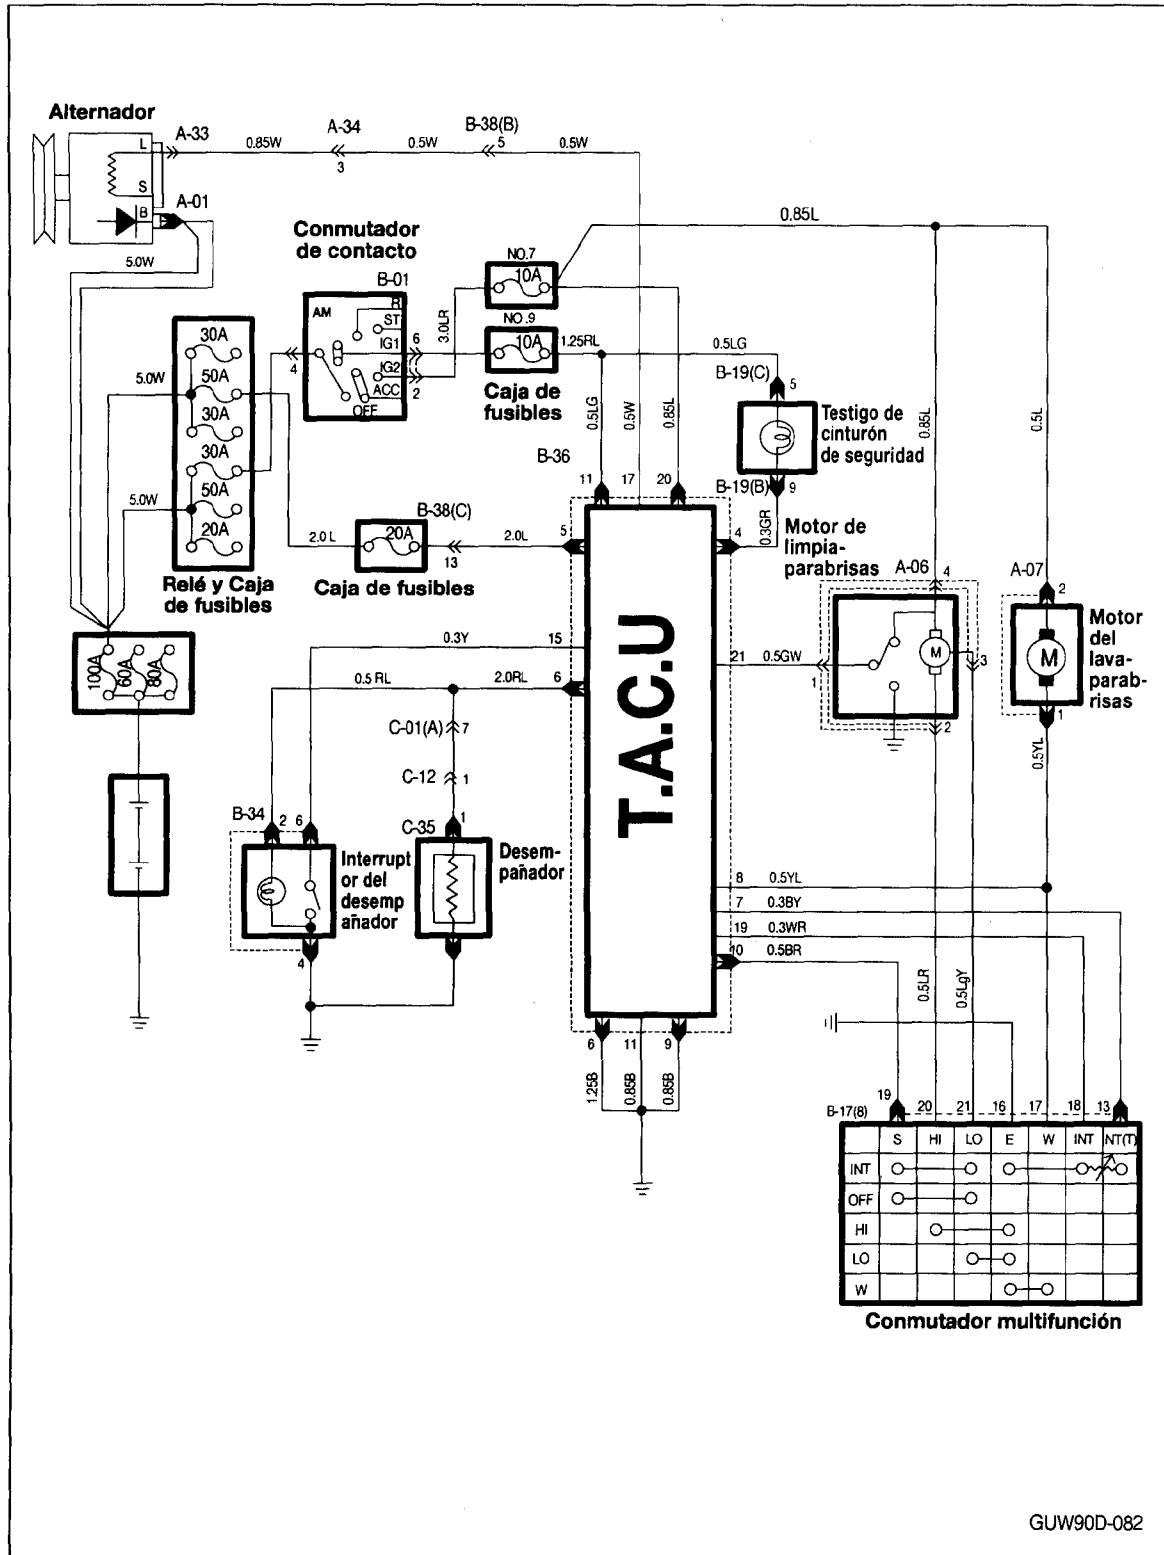 Alternador
L
S
B
A-33
0.85W
A-34
3
0.5W
B-38(B)
5
0.5W
A-01
5.0W
Conmutador
de contacto
B-01
AM
R
ST
IG1
IG2
ACC
OFF
4
6
2
3.0LR
NO.7
10A
NO.9
10A
Caja de
fusibles
1.25RL
0.85L
0.5LG
0.5LG
0.5W
0.85L
0.85L
0.5L
B-19(C)
5
Testigo de
cinturón
de seguridad
B-19(B)
9
0.3GR
30A
50A
30A
30A
50A
20A
5.0W
5.0W
Relé y Caja
de fusibles
2.0L
20A
Caja de fusibles
B-38(C)
13
2.0L
B-36
11
17
20
5
4
Motor de
limpia-
parabrisas
A-06
4
M
3
1
2
A-07
2
M
1
Motor
del
lava-
parab-
risas
0.5YL
100A
60A
80A
0.3Y
15
0.5 RL
2.0RL
6
C-01(A)
7
C-12
1
C-35
1
Desem-
pañador
B-34
2
6
4
Interrupt
or del
desemp
añador
T.A.C.U
21
0.5GW
8
0.5YL
7
0.3BY
19
0.3WR
10
0.5BR
0.5LR
0.5LgY
6
11
9
1.25B
0.85B
0.85B
B-17(8)
19
20
21
16
17
18
13
S
HI
LO
E
W
INT
NT(T)
INT
OFF
HI
LO
W
Conmutador multifunción
GUW90D-082